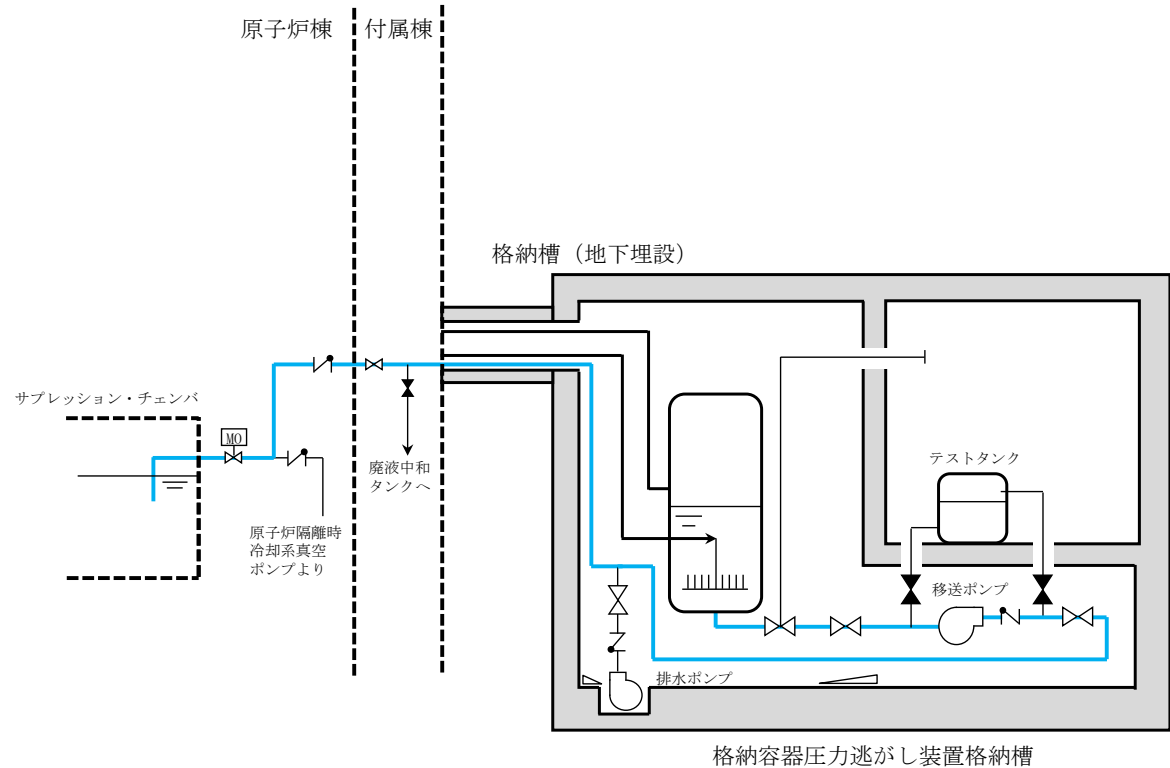 原子炉棟
付属棟
格納槽（地下埋設）
サプレッション・チェンバ
MO
廃液中和
タンクへ
原子炉隔離時
冷却系真空
ポンプより
テストタンク
移送ポンプ
排水ポンプ
格納容器圧力逃がし装置格納槽